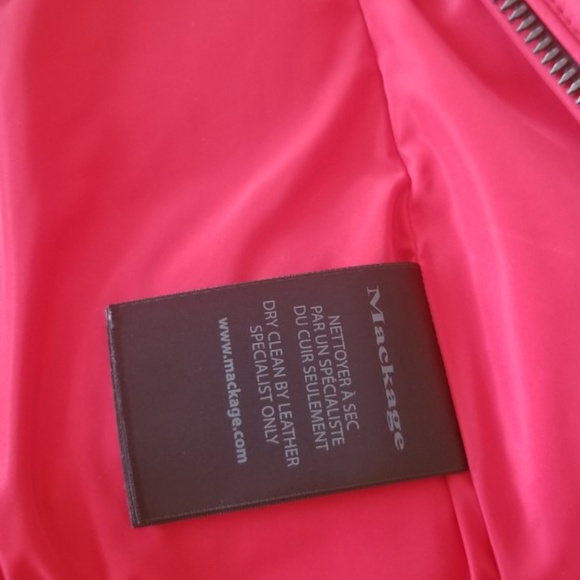 Mackage
NETTOYER À SEC
PAR UN SPÉCIALISTE
DU CUIR SEULEMENT
DRY CLEAN BY LEATHER
SPECIALIST ONLY
www.mackage.com